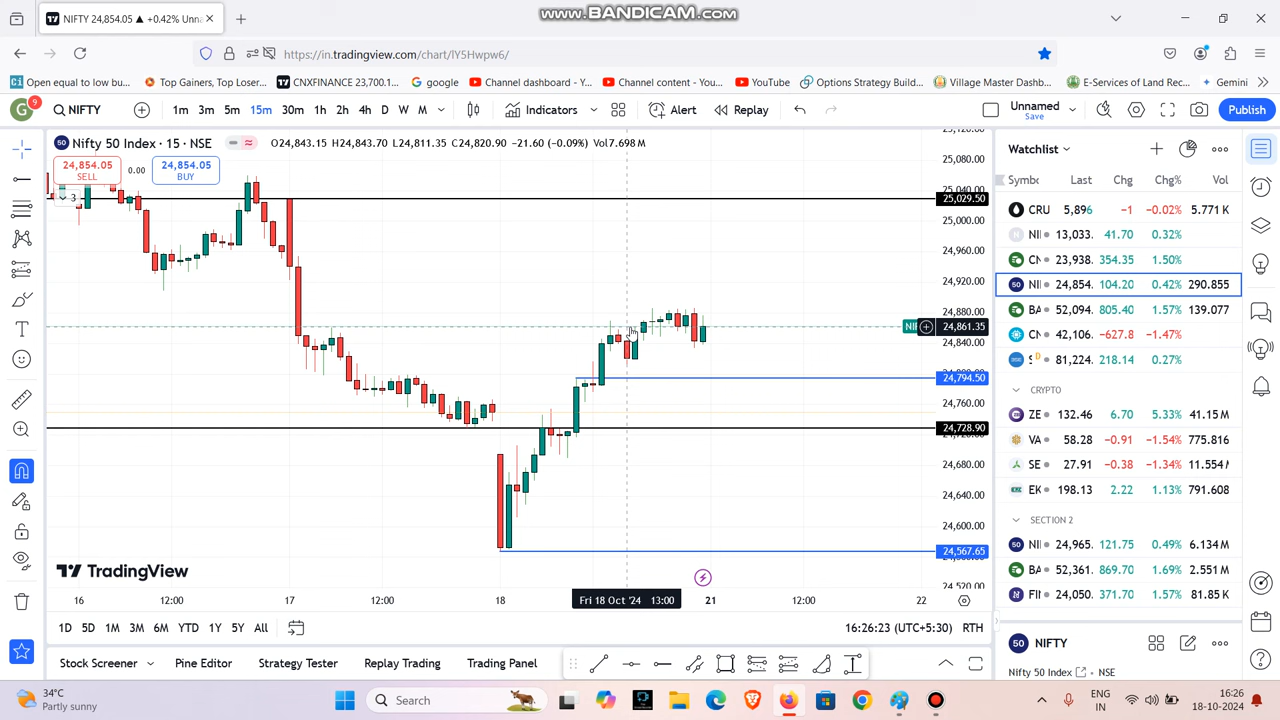 NIFTY 24,854.05 ▲ +0.42% Unna
WWW.BANDICAM.COM
https://in.tradingview.com/chart/lY5Hwpw6/
Open equal to low bu...
Top Gainers, Top Loser...
CNXFINANCE 23,700.1...
google
Channel dashboard - Y...
Channel content - You...
YouTube
Options Strategy Build...
Village Master Dashb...
E-Services of Land Rec...
Gemini
G 9
NIFTY
1m 3m 5m 15m 30m 1h 2h 4h D W M
Indicators
Alert
Replay
Unnamed
Save
Publish
50 Nifty 50 Index · 15 · NSE
O24,843.15 H24,843.70 L24,811.35 C24,820.90 -21.60 (-0.09%) Vol7.698 M
24,854.05
SELL
0.00
24,854.05
BUY
3
25,080.00
25,029.50
25,000.00
24,960.00
24,920.00
24,880.00
NIF
24,861.35
24,840.00
24,794.50
24,760.00
24,728.90
24,680.00
24,640.00
24,600.00
24,567.65
24,520.00
TradingView
16 12:00 17 12:00 18 Fri 18 Oct '24 13:00 21 12:00 22
1D 5D 1M 3M 6M YTD 1Y 5Y All
16:26:23 (UTC+5:30) RTH
Stock Screener
Pine Editor
Strategy Tester
Replay Trading
Trading Panel
Watchlist
Symbc Last Chg Chg% Vol
CRU 5,896 -1 -0.02% 5.771 K
NI 13,033. 41.70 0.32%
CN 23,938. 354.35 1.50%
50 NI 24,854. 104.20 0.42% 290.855
BA 52,094. 805.40 1.57% 139.077
CN 42,106. -627.8 -1.47%
S D 81,224. 218.14 0.27%
CRYPTO
ZE 132.46 6.70 5.33% 41.15 M
VA 58.28 -0.91 -1.54% 775.816
SE 27.91 -0.38 -1.34% 11.554
EK 198.13 2.22 1.13% 791.608
SECTION 2
50 NI 24,965. 121.75 0.49% 6.134 M
BA 52,361. 869.70 1.69% 2.551 M
FII 24,050. 371.70 1.57% 81.85 K
50 NIFTY
Nifty 50 Index NSE
34°C
Partly sunny
Search
ENG
IN
16:26
18-10-2024